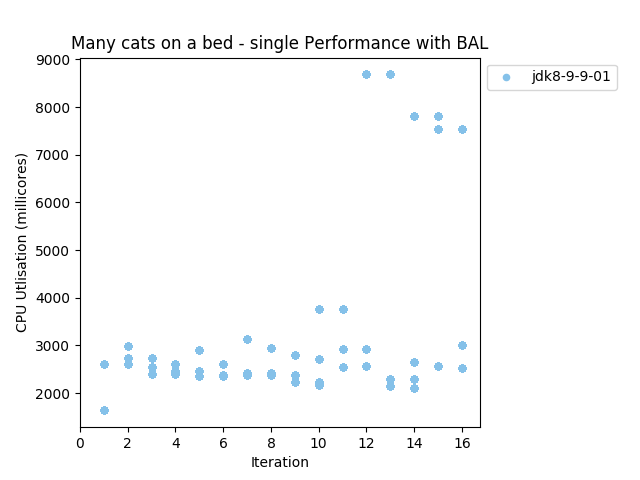 Many cats on a bed - single Performance with BAL
jdk8-9-9-01
CPU Utlisation (millicores)
9000
8000
7000
6000
5000
4000
3000
2000
0 2 4 6 8 10 12 14 16
Iteration